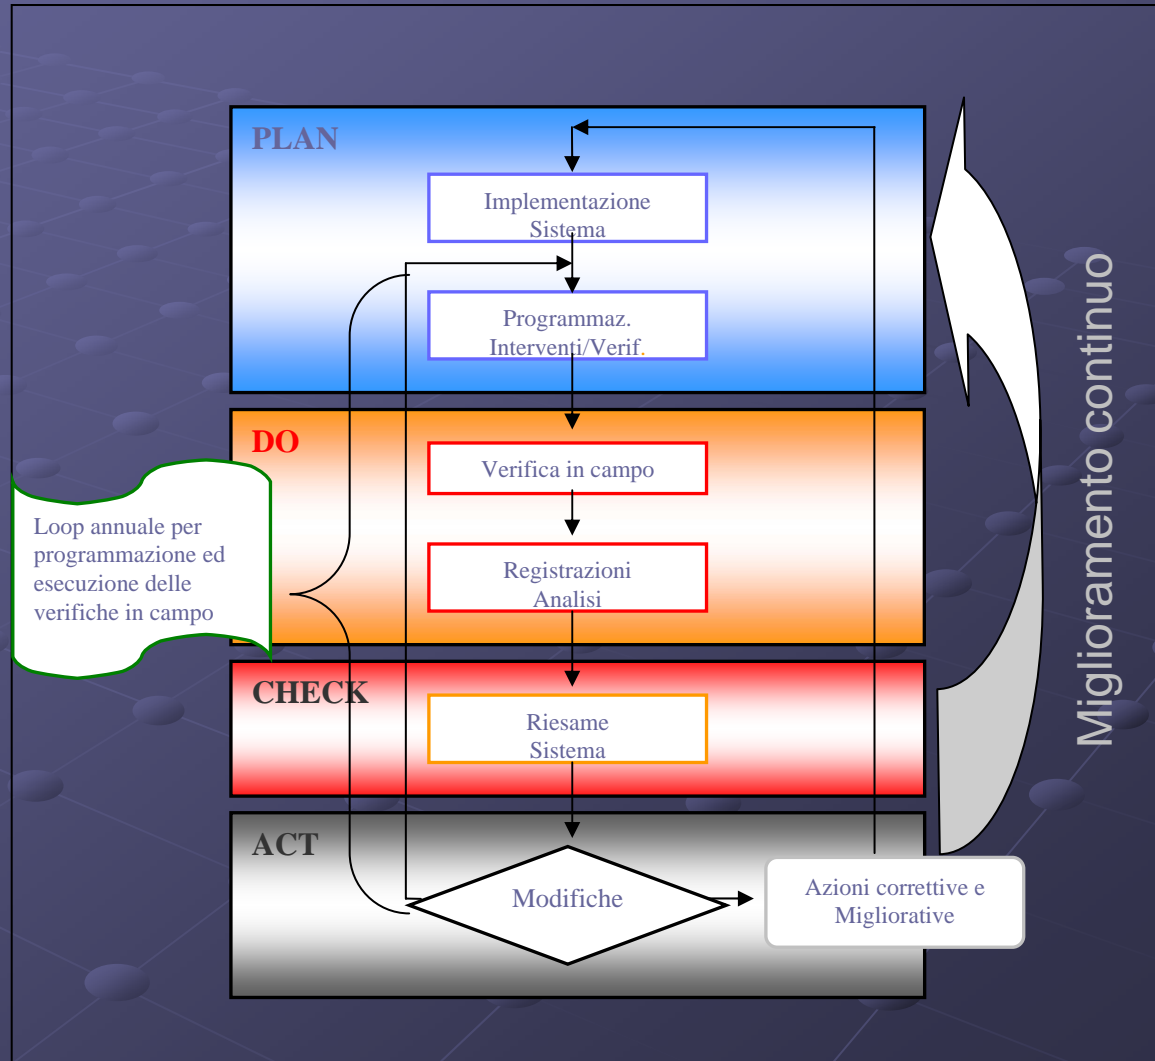 PLAN
Implementazione
Sistema
Programmaz.
Interventi/Verif.
DO
Verifica in campo
Loop annuale per
programmazione ed
esecuzione delle
verifiche in campo
Registrazioni
Analisi
CHECK
Riesame
Sistema
ACT
Modifiche
Azioni correttive e
Migliorative
Miglioramento continuo